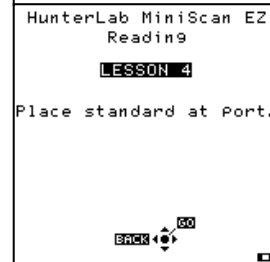 HunterLab MiniScan EZ
Reading
LESSON 4
Place standard at port.
GO
BACK